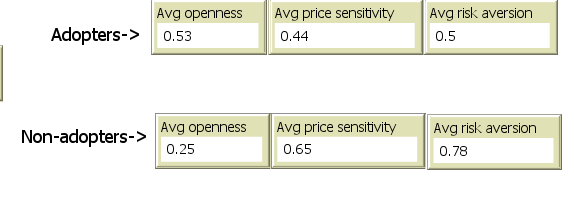 Avg openness Avg price sensitivity Avg risk aversion
Adopters-> 0.53 0.44 0.5
Avg openness Avg price sensitivity Avg risk aversion
Non-adopters-> 0.25 0.65 0.78